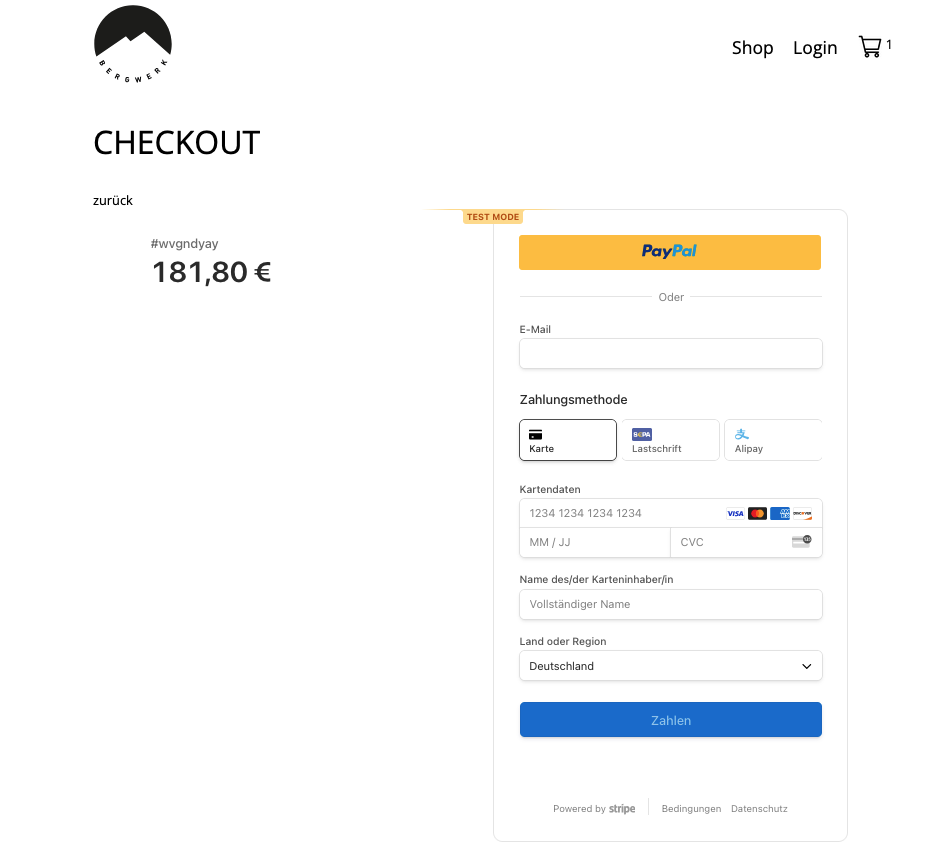 BERGWERK
Shop Login 1
CHECKOUT
zurück
TEST MODE
#wvgndyay
181,80 €
PayPal
Oder
E-Mail
Zahlungsmethode
Karte
SEPA
Lastschrift
Alipay
Kartendaten
1234 1234 1234 1234
VISA
DISCOVER
MM / JJ
CVC
Name des/der Karteninhaber/in
Vollständiger Name
Land oder Region
Deutschland
Zahlen
Powered by stripe
Bedingungen Datenschutz